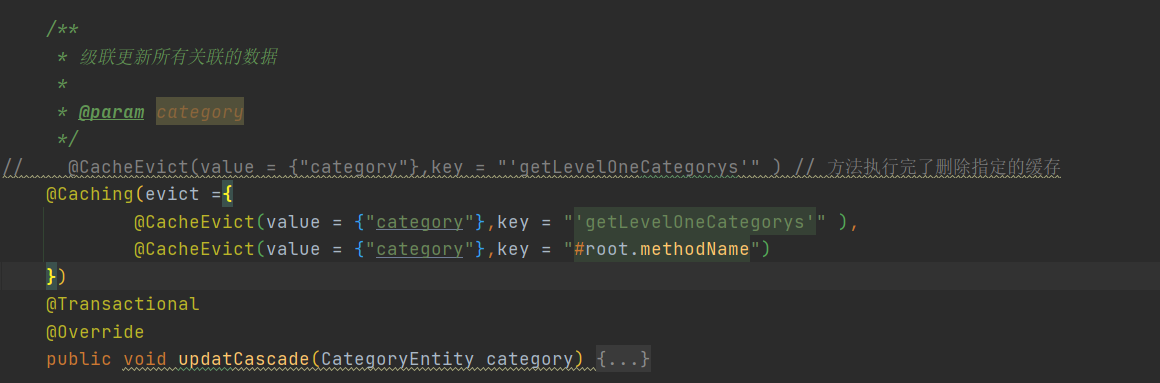 /**
 * 级联更新所有关联的数据
 *
 * @param category
 */
//    @CacheEvict(value = {"category"},key = "'getLevelOneCategorys'" ) // 方法执行完了删除指定的缓存
@Caching(evict ={
        @CacheEvict(value = {"category"},key = "'getLevelOneCategorys'" ),
        @CacheEvict(value = {"category"},key = "#root.methodName")
})
@Transactional
@Override
public void updatCascade(CategoryEntity category) {...}